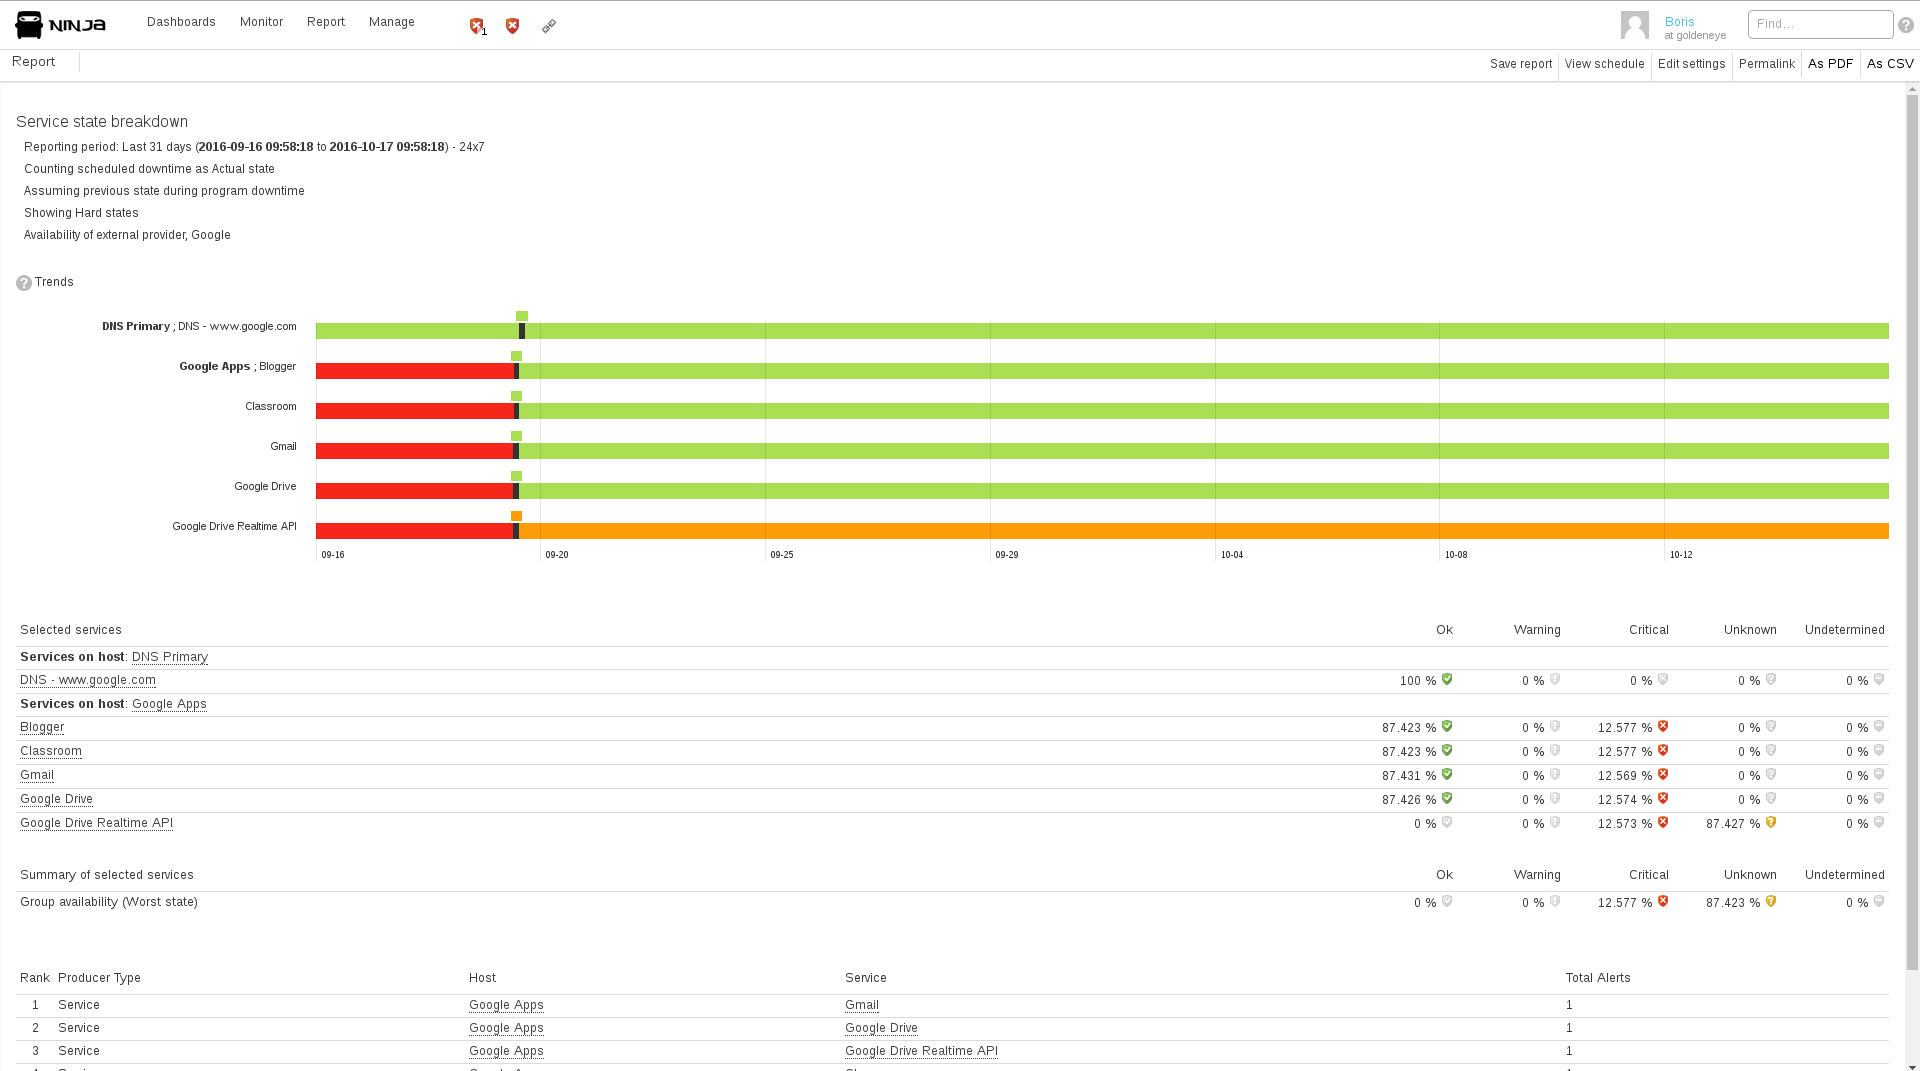 NINJA Dashboards Monitor Report Manage 1 Boris Find...
at goldeneye
Report Save report View schedule Edit settings Permalink As PDF As CSV
Service state breakdown
Reporting period: Last 31 days (2016-09-16 09:58:18 to 2016-10-17 09:58:18) - 24x7
Counting scheduled downtime as Actual state
Assuming previous state during program downtime
Showing Hard states
Availability of external provider, Google
? Trends
DNS Primary ; DNS - www.google.com
Google Apps ; Blogger
Classroom
Gmail
Google Drive
Google Drive Realtime API
09-16 09-20 09-25 09-29 10-04 10-08 10-12
Selected services Ok Warning Critical Unknown Undetermined
Services on host: DNS Primary
DNS - www.google.com 100 % 0 % 0 % 0 % 0 %
Services on host: Google Apps
Blogger 87.423 % 0 % 12.577 % 0 % 0 %
Classroom 87.423 % 0 % 12.577 % 0 % 0 %
Gmail 87.431 % 0 % 12.569 % 0 % 0 %
Google Drive 87.426 % 0 % 12.574 % 0 % 0 %
Google Drive Realtime API 0 % 0 % 12.573 % 87.427 % 0 %
Summary of selected services Ok Warning Critical Unknown Undetermined
Group availability (Worst state) 0 % 0 % 12.577 % 87.423 % 0 %
Rank Producer Type Host Service Total Alerts
1 Service Google Apps Gmail 1
2 Service Google Apps Google Drive 1
3 Service Google Apps Google Drive Realtime API 1